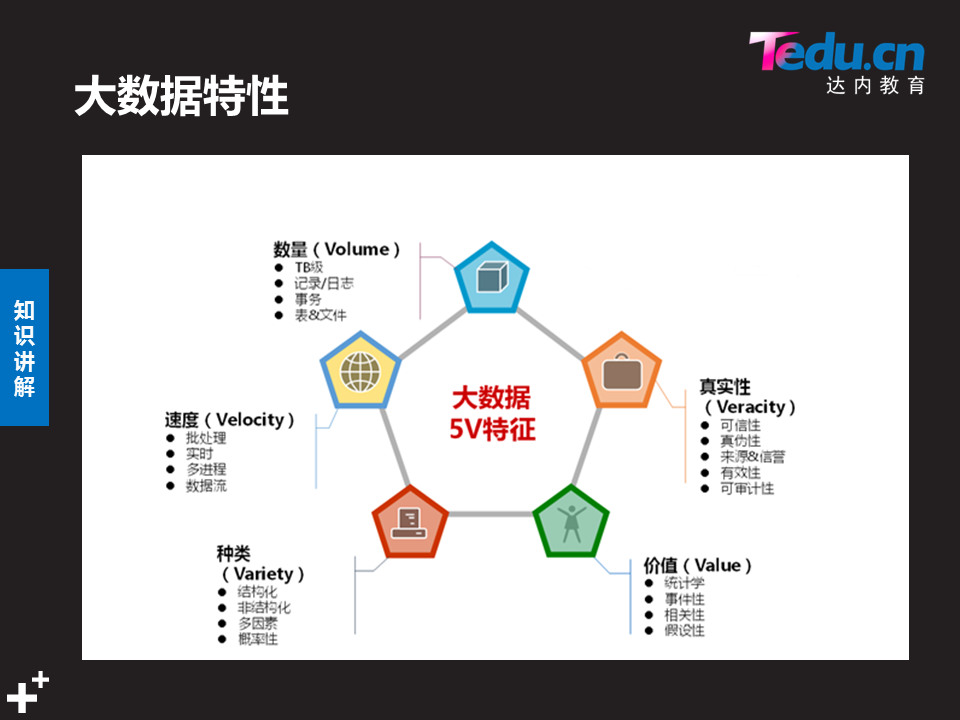 Tedu.cn
达内教育
大数据特性
知识讲解
数量（Volume）
● TB级
● 记录/日志
● 事务
● 表&文件
大数据
5V特征
真实性
（Veracity）
● 可信性
● 真伪性
● 来源&信誉
● 有效性
● 可审计性
速度（Velocity）
● 批处理
● 实时
● 多进程
● 数据流
种类
（Variety）
● 结构化
● 非结构化
● 多因素
● 概率性
价值（Value）
● 统计学
● 事件性
● 相关性
● 假设性